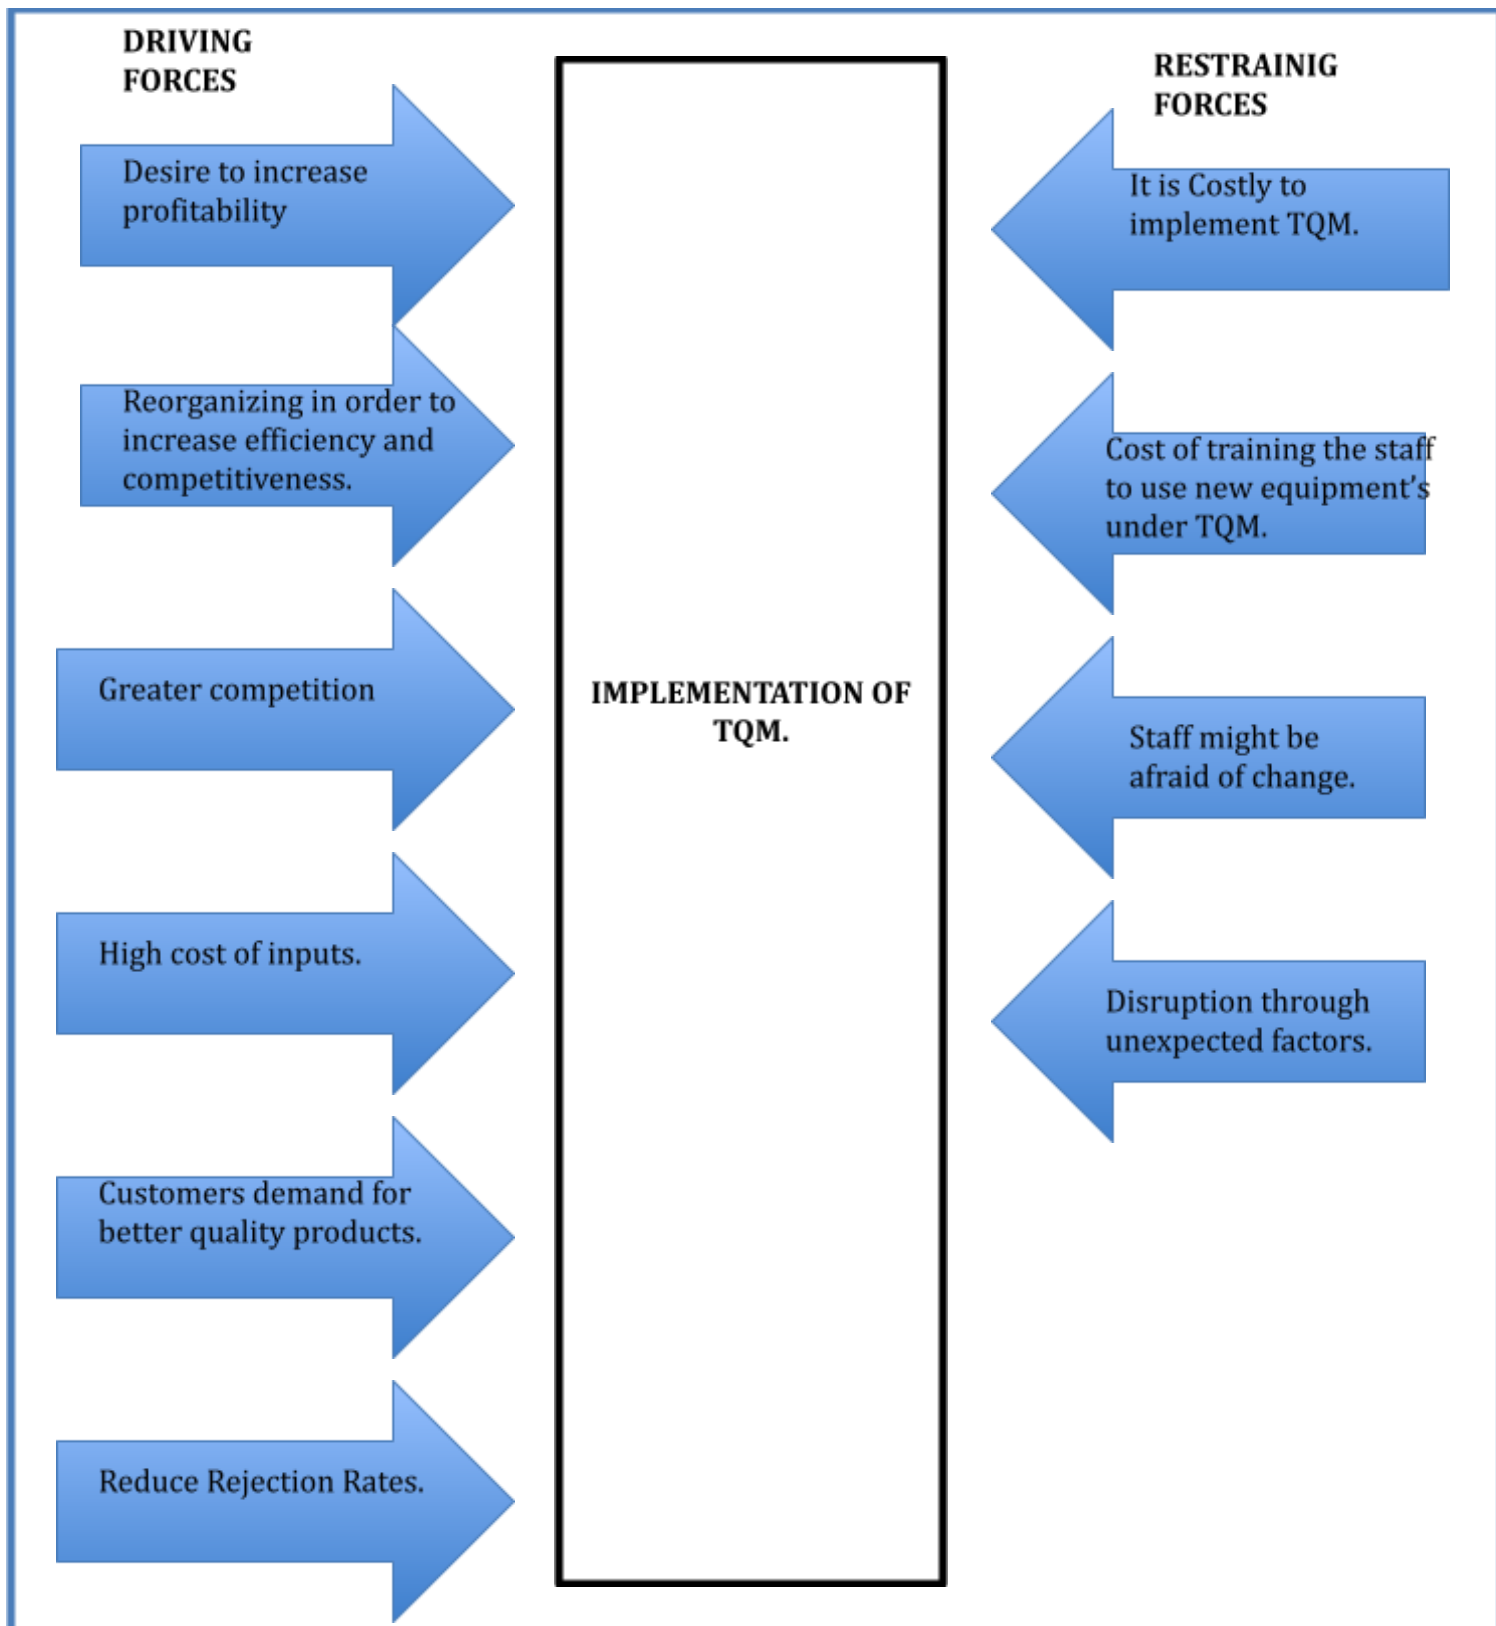 DRIVING
FORCES
Desire to increase
profitability
Reorganizing in order to
increase efficiency and
competitiveness.
Greater competition
High cost of inputs.
Customers demand for
better quality products.
Reduce Rejection Rates.
IMPLEMENTATION OF
TQM.
RESTRAINIG
FORCES
It is Costly to
implement TQM.
Cost of training the staff
to use new equipment’s
under TQM.
Staff might be
afraid of change.
Disruption through
unexpected factors.